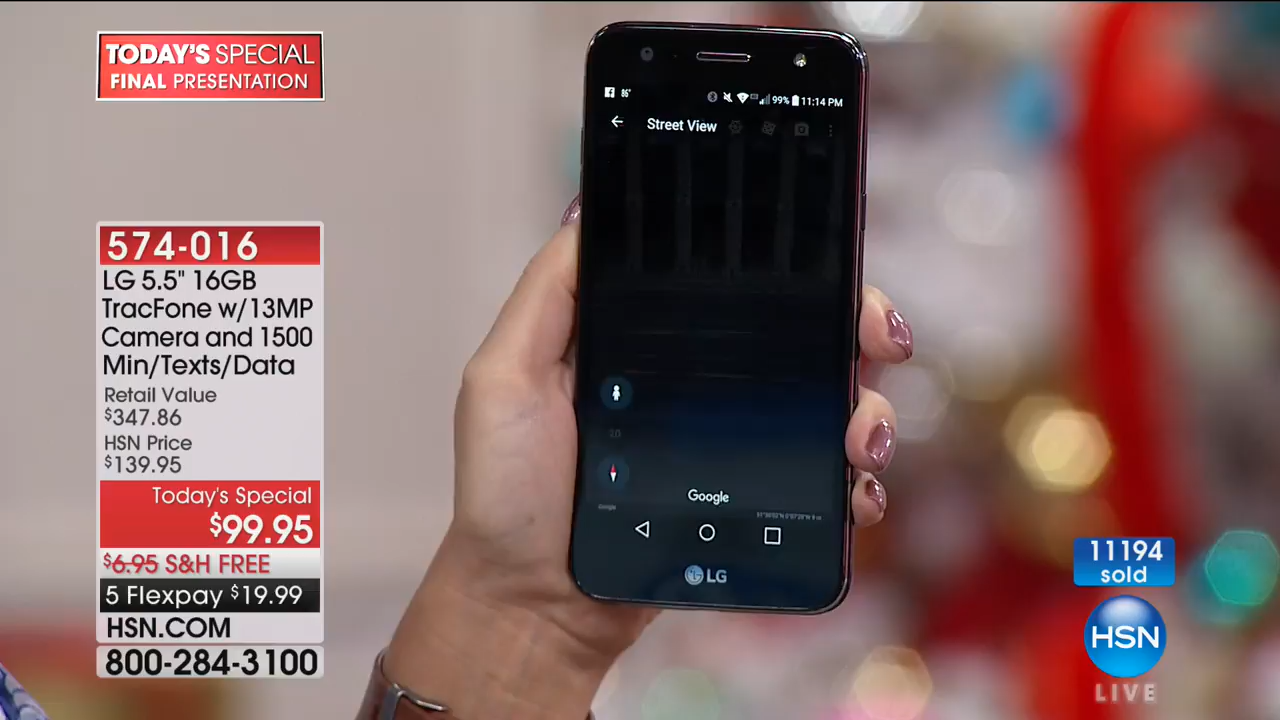 TODAY'S SPECIAL
FINAL PRESENTATION
574-016
LG 5.5" 16GB
TracFone w/13MP
Camera and 1500
Min/Texts/Data
Retail Value
$347.86
HSN Price
$139.95
Today's Special
$99.95
$6.95 S&H FREE
5 Flexpay $19.99
HSN.COM
800-284-3100
86°
99% 11:14 PM
Street View
Google
Google
LG
11194
sold
HSN
LIVE